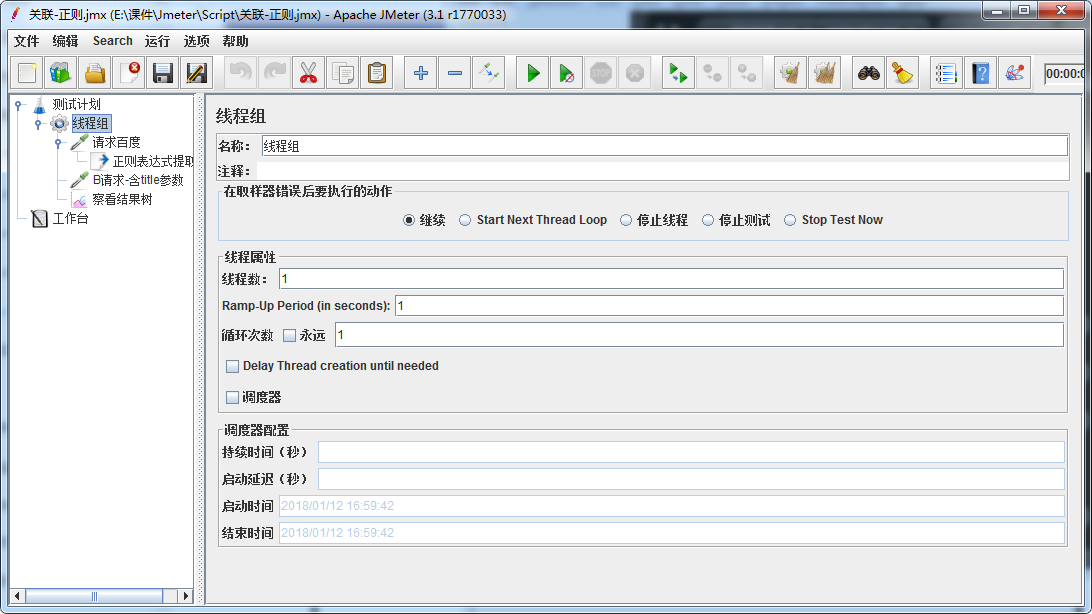 关联-正则.jmx (E:\课件\Jmeter\Script\关联-正则.jmx) - Apache JMeter (3.1 r1770033)
文件 编辑 Search 运行 选项 帮助
STOP
00:00:0
测试计划
线程组
请求百度
正则表达式提取
B请求-含title参数
察看结果树
工作台
线程组
名称： 线程组
注释：
在取样器错误后要执行的动作
继续 Start Next Thread Loop 停止线程 停止测试 Stop Test Now
线程属性
线程数： 1
Ramp-Up Period (in seconds): 1
循环次数 永远 1
Delay Thread creation until needed
调度器
调度器配置
持续时间（秒）
启动延迟（秒）
启动时间 2018/01/12 16:59:42
结束时间 2018/01/12 16:59:42